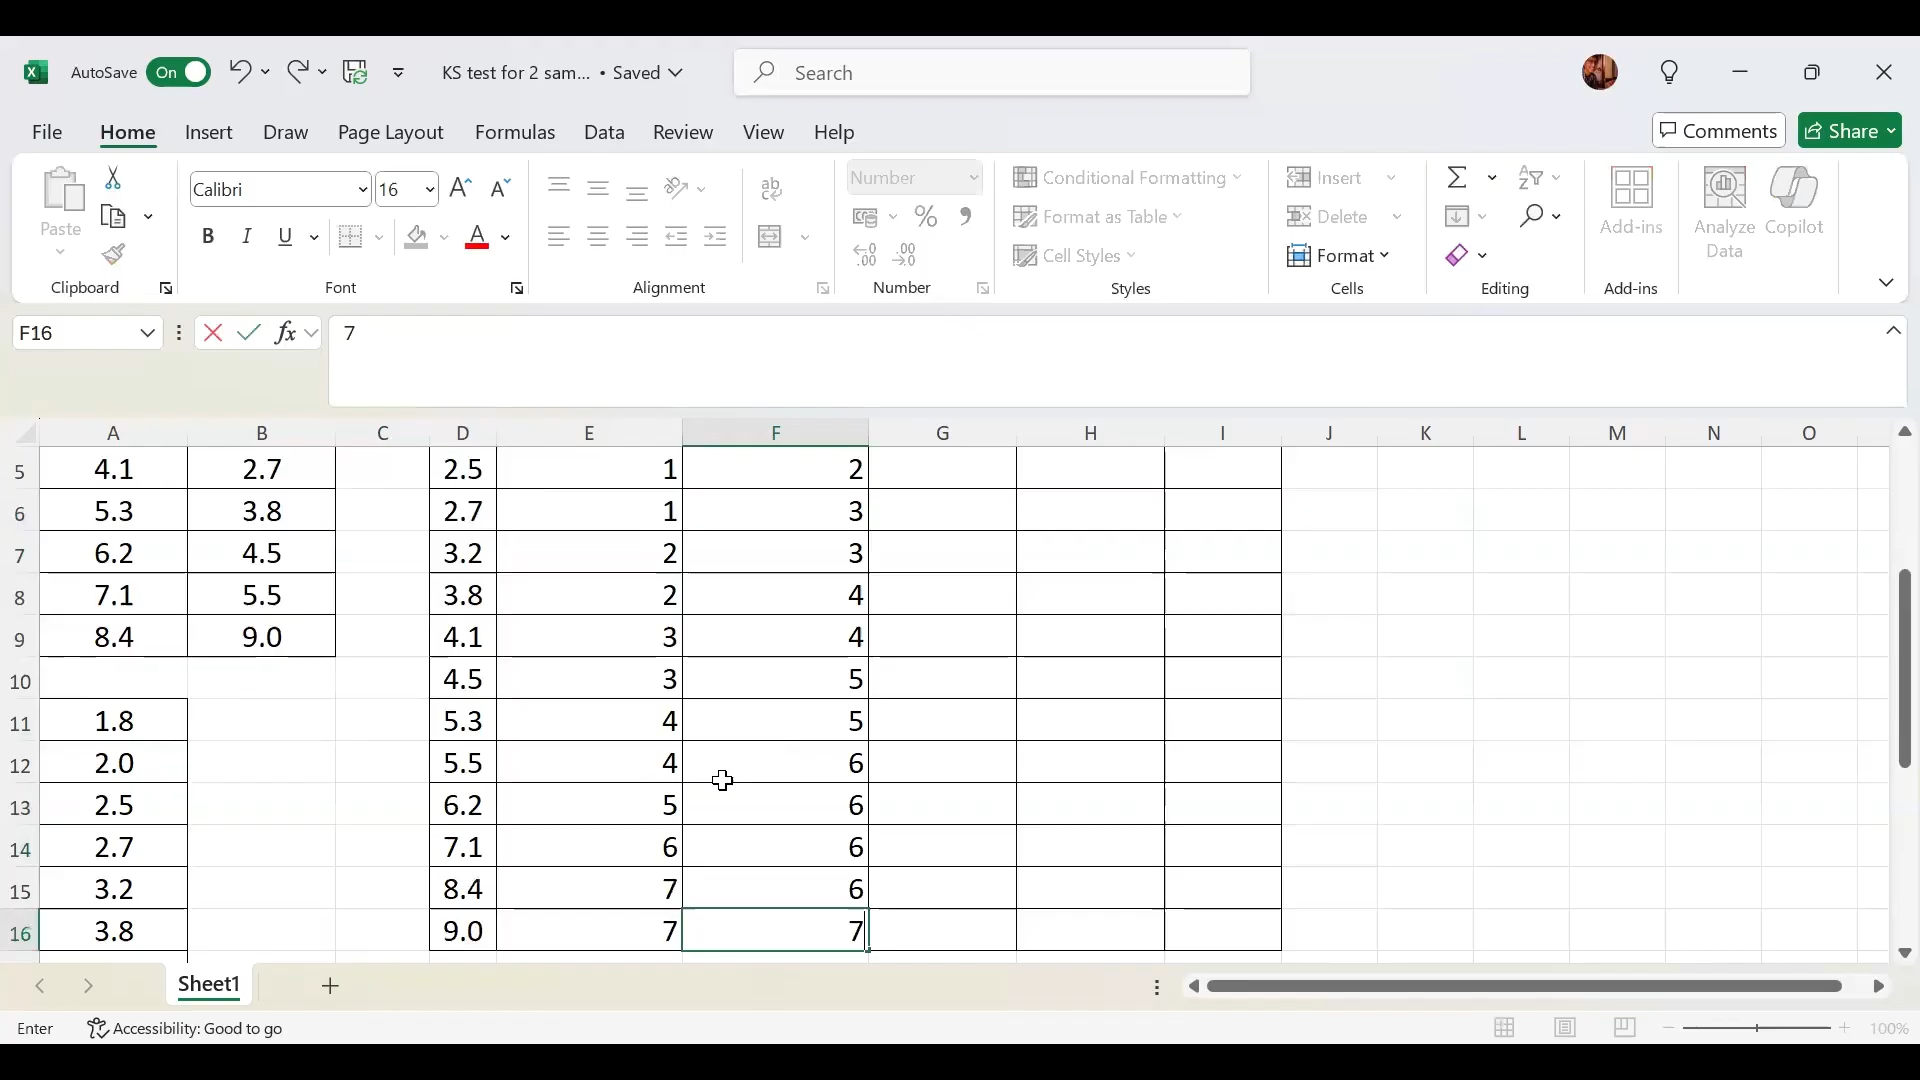 AutoSave On KS test for 2 sam... • Saved Search
File Home Insert Draw Page Layout Formulas Data Review View Help Comments Share
Paste
Clipboard
Calibri 16
B I U A
Font
ab
Alignment
Number
% 9
.00
.00
Number
Conditional Formatting
Format as Table
Cell Styles
Styles
Insert
Delete
Format
Cells
Editing
Add-ins
Add-ins
Analyze Data
Copilot
F16 fx 7
A B C D E F G H I J K L M N O
5 4.1 2.7 2.5 1 2
6 5.3 3.8 2.7 1 3
7 6.2 4.5 3.2 2 3
8 7.1 5.5 3.8 2 4
9 8.4 9.0 4.1 3 4
10 4.5 3 5
11 1.8 5.3 4 5
12 2.0 5.5 4 6
13 2.5 6.2 5 6
14 2.7 7.1 6 6
15 3.2 8.4 7 6
16 3.8 9.0 7 7
Sheet1
Enter Accessibility: Good to go 100%